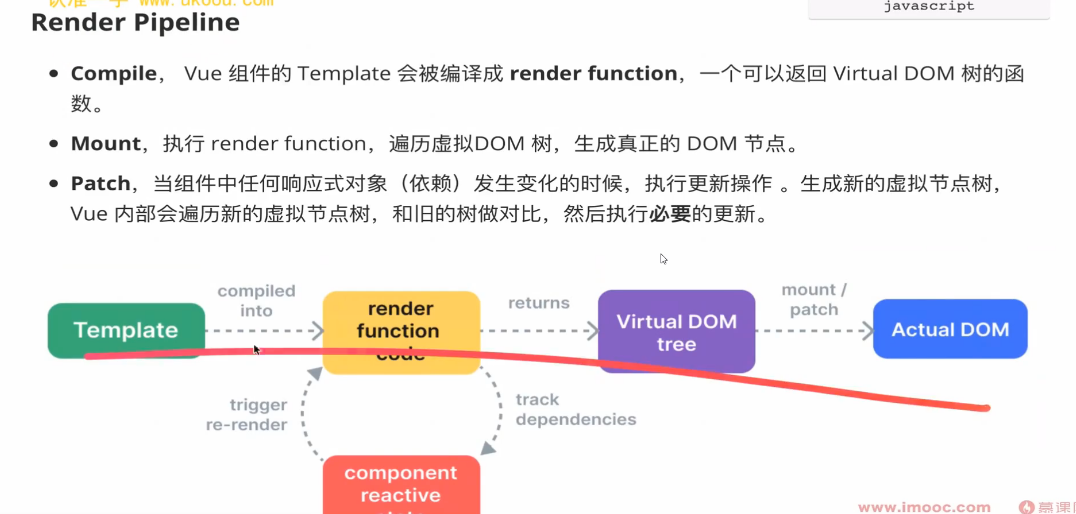 认准一手 www.ukoou.com
javascript
Render Pipeline
• Compile， Vue 组件的 Template 会被编译成 render function，一个可以返回 Virtual DOM 树的函
数。
• Mount，执行 render function，遍历虚拟DOM 树，生成真正的 DOM 节点。
• Patch，当组件中任何响应式对象（依赖）发生变化的时候，执行更新操作 。生成新的虚拟节点树，
Vue 内部会遍历新的虚拟节点树，和旧的树做对比，然后执行必要的更新。
Template
compiled
into
render
function
code
returns
Virtual DOM
tree
mount /
patch
Actual DOM
trigger
re-render
track
dependencies
component
reactive
www.imooc.com
慕课